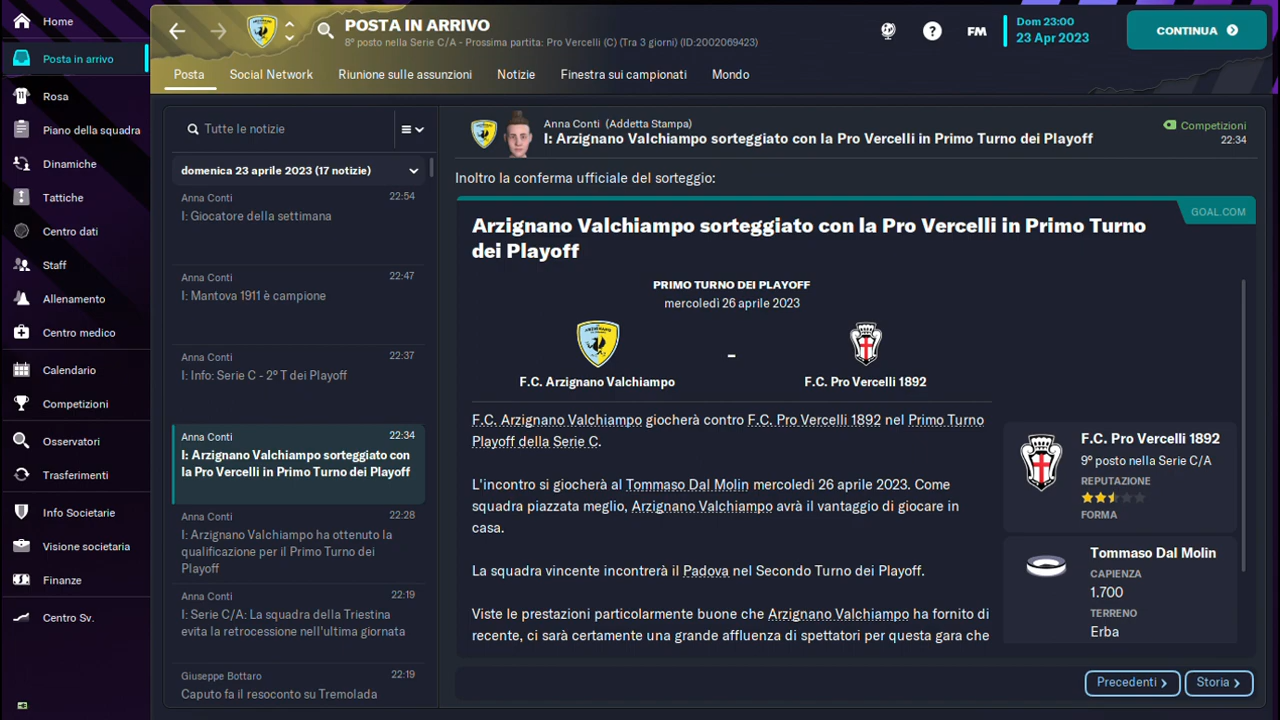 Home
Posta in arrivo
Rosa
Piano della squadra
Dinamiche
Tattiche
Centro dati
Staff
Allenamento
Centro medico
Calendario
Competizioni
Osservatori
Trasferimenti
Info Societarie
Visione societaria
Finanze
Centro Sv.
POSTA IN ARRIVO
8º posto nella Serie C/A - Prossima partita: Pro Vercelli (C) (Tra 3 giorni) (ID:2002069423)
FM
Dom 23:00
23 Apr 2023
CONTINUA
Posta
Social Network
Riunione sulle assunzioni
Notizie
Finestra sui campionati
Mondo
Tutte le notizie
domenica 23 aprile 2023 (17 notizie)
Anna Conti 22:54
I: Giocatore della settimana
Anna Conti 22:47
I: Mantova 1911 è campione
Anna Conti 22:37
I: Info: Serie C - 2º T dei Playoff
Anna Conti 22:34
I: Arzignano Valchiampo sorteggiato con
la Pro Vercelli in Primo Turno dei Playoff
Anna Conti 22:28
I: Arzignano Valchiampo ha ottenuto la
qualificazione per il Primo Turno dei
Playoff
Anna Conti 22:19
I: Serie C/A: La squadra della Triestina
evita la retrocessione nell'ultima giornata
Giuseppe Bottaro 22:19
Caputo fa il resoconto su Tremolada
Anna Conti (Addetta Stampa)
I: Arzignano Valchiampo sorteggiato con la Pro Vercelli in Primo Turno dei Playoff
Competizioni
22:34
Inoltro la conferma ufficiale del sorteggio:
GOAL.COM
Arzignano Valchiampo sorteggiato con la Pro Vercelli in Primo Turno
dei Playoff
PRIMO TURNO DEI PLAYOFF
mercoledì 26 aprile 2023
-
F.C. Arzignano Valchiampo
F.C. Pro Vercelli 1892
F.C. Arzignano Valchiampo giocherà contro F.C. Pro Vercelli 1892 nel Primo Turno
Playoff della Serie C.
L'incontro si giocherà al Tommaso Dal Molin mercoledì 26 aprile 2023. Come
squadra piazzata meglio, Arzignano Valchiampo avrà il vantaggio di giocare in
casa.
La squadra vincente incontrerà il Padova nel Secondo Turno dei Playoff.
Viste le prestazioni particolarmente buone che Arzignano Valchiampo ha fornito di
recente, ci sarà certamente una grande affluenza di spettatori per questa gara che
F.C. Pro Vercelli 1892
9º posto nella Serie C/A
REPUTAZIONE
FORMA
Tommaso Dal Molin
CAPIENZA
1.700
TERRENO
Erba
Precedenti
Storia